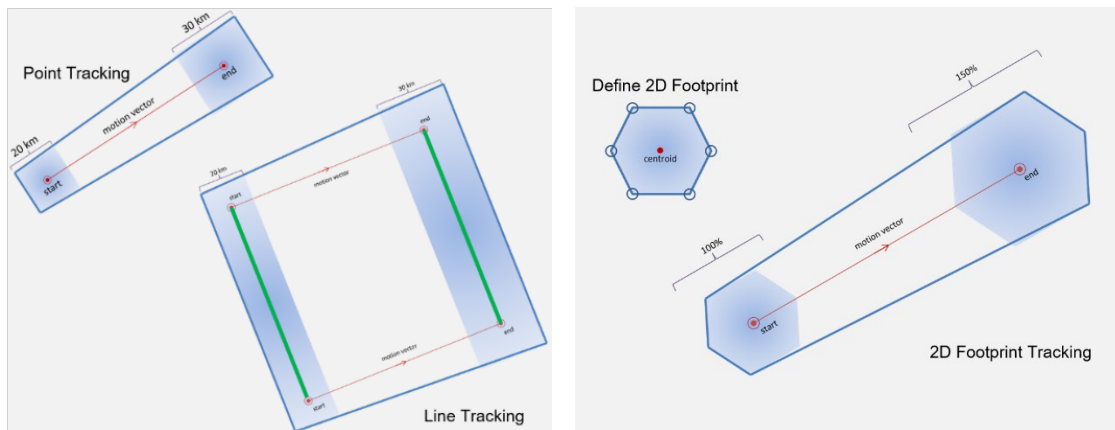 Point Tracking
30 km
end
motion vector
20 km
start
30 km
end
20 km
start
motion vector
motion vector
end
start
Line Tracking
Define 2D Footprint
centroid
150%
end
motion vector
100%
start
2D Footprint Tracking